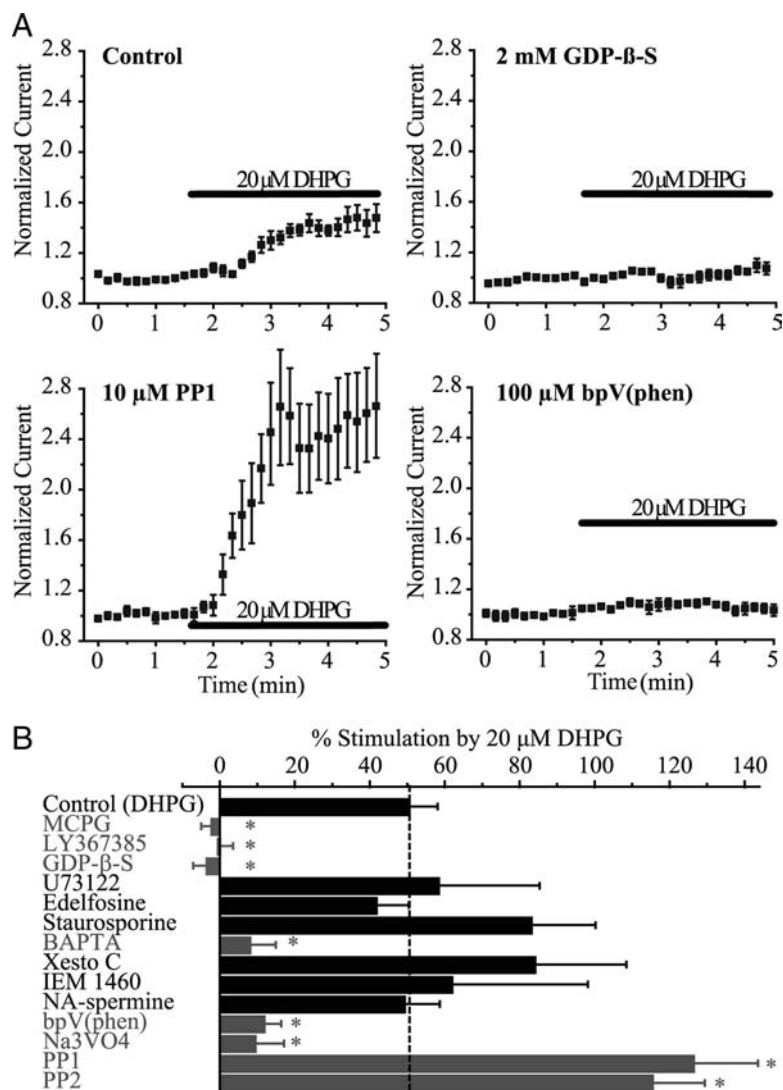 A
Control
2 mM GDP-ß-S
Normalized Current
2.8
2.4
2.0
1.6
1.2
0.8
20 µM DHPG
0 1 2 3 4 5
Normalized Current
2.8
2.4
2.0
1.6
1.2
0.8
20 µM DHPG
0 1 2 3 4 5
10 µM PP1
100 µM bpV(phen)
Normalized Current
2.8
2.4
2.0
1.6
1.2
0.8
20 µM DHPG
0 1 2 3 4 5
Time (min)
Normalized Current
2.8
2.4
2.0
1.6
1.2
0.8
20 µM DHPG
0 1 2 3 4 5
Time (min)
B
% Stimulation by 20 µM DHPG
0 20 40 60 80 100 120 140
Control (DHPG)
MCPG *
LY367385 *
GDP-β-S *
U73122
Edelfosine
Staurosporine
BAPTA *
Xesto C
IEM 1460
NA-spermine
bpV(phen) *
Na3VO4 *
PP1 *
PP2 *